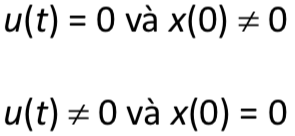 u(t) = 0 và x(0) ≠ 0
u(t) ≠ 0 và x(0) = 0